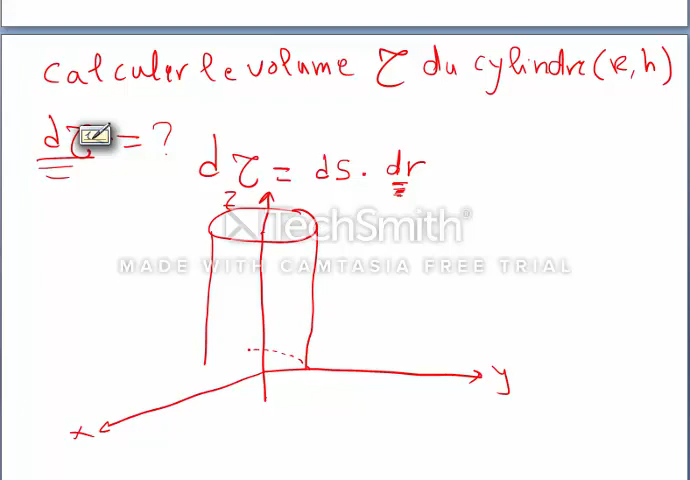 Calculer le volume τ du cylindre (R, h)
dτ = ?
dτ = ds . dr
z
TechSmith®
MADE WITH CAMTASIA FREE TRIAL
y
x